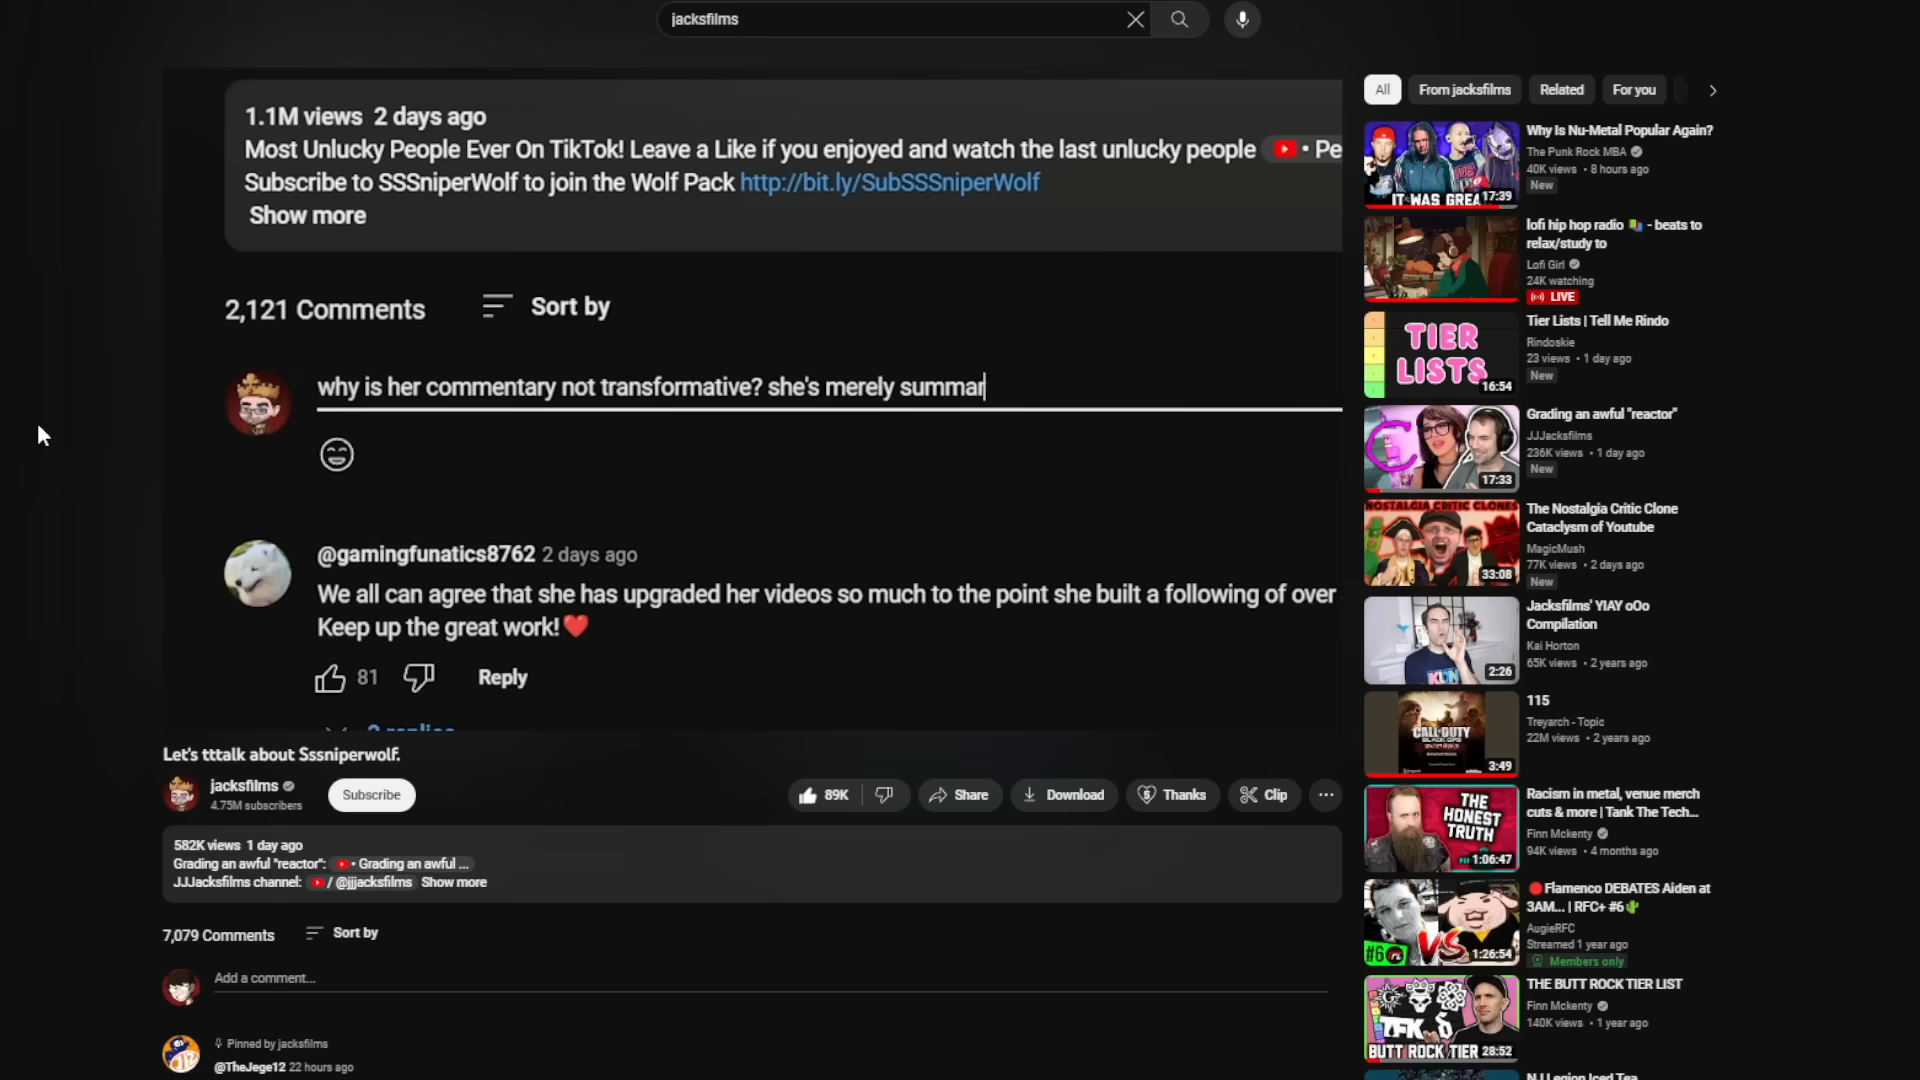 jacksfilms
1.1M views 2 days ago
Most Unlucky People Ever On TikTok! Leave a Like if you enjoyed and watch the last unlucky people • Pe
Subscribe to SSSniperWolf to join the Wolf Pack http://bit.ly/SubSSSniperWolf
Show more
2,121 Comments
Sort by
why is her commentary not transformative? she's merely summar
@gamingfunatics8762 2 days ago
We all can agree that she has upgraded her videos so much to the point she built a following of over
Keep up the great work!❤️
81
Reply
Let's tttalk about Sssniperwolf.
jacksfilms
4.75M subscribers
Subscribe
89K
Share
Download
Thanks
Clip
582K views 1 day ago
Grading an awful "reactor": • Grading an awful ...
JJJacksfilms channel: / @jjjacksfilms Show more
7,079 Comments
Sort by
Add a comment...
Pinned by jacksfilms
@TheJege12 22 hours ago
All
From jacksfilms
Related
For you
IT WAS GREA
17:39
Why Is Nu-Metal Popular Again?
The Punk Rock MBA
40K views • 8 hours ago
New
lofi hip hop radio 📚 - beats to
relax/study to
Lofi Girl
24K watching
LIVE
TIER
LISTS
16:54
Tier Lists | Tell Me Rindo
Rindoskie
23 views • 1 day ago
New
17:33
Grading an awful "reactor"
JJJacksfilms
236K views • 1 day ago
New
NOSTALGIA CRITIC CLONES
33:08
The Nostalgia Critic Clone
Cataclysm of Youtube
MagicMush
77K views • 2 days ago
New
2:26
Jacksfilms' YIAY oOo
Compilation
Kai Horton
65K views • 2 years ago
CALL OF DUTY
3:49
115
Treyarch - Topic
22M views • 2 years ago
THE
HONEST
TRUTH
1:06:47
Racism in metal, venue merch
cuts & more | Tank The Tech...
Finn Mckenty
94K views • 4 months ago
#6
VS
1:26:54
🔴Flamenco DEBATES Aiden at
3AM... | RFC+ #6🌵
AugieRFC
Streamed 1 year ago
Members only
BUTT ROCK TIER
28:52
THE BUTT ROCK TIER LIST
Finn Mckenty
140K views • 1 year ago